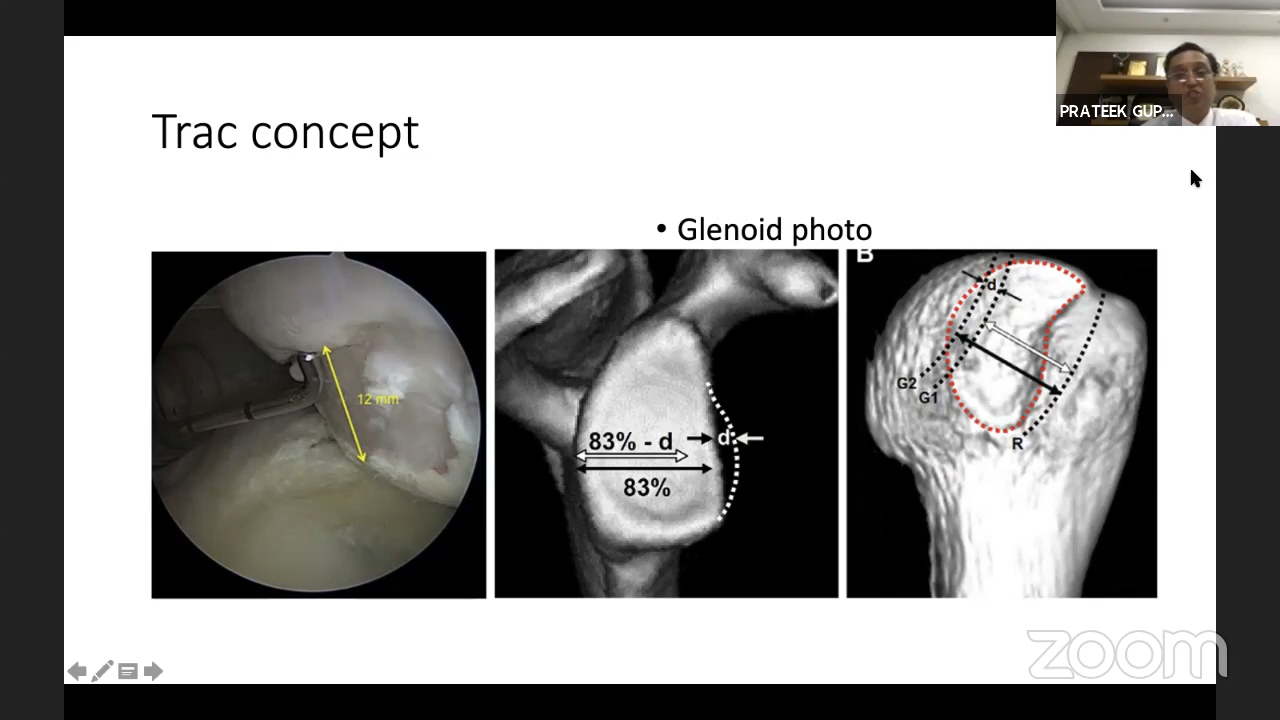 PRATEEK GUP...
Trac concept
• Glenoid photo
12 mm
83% - d
d
83%
B
d
G2
G1
R
zoom